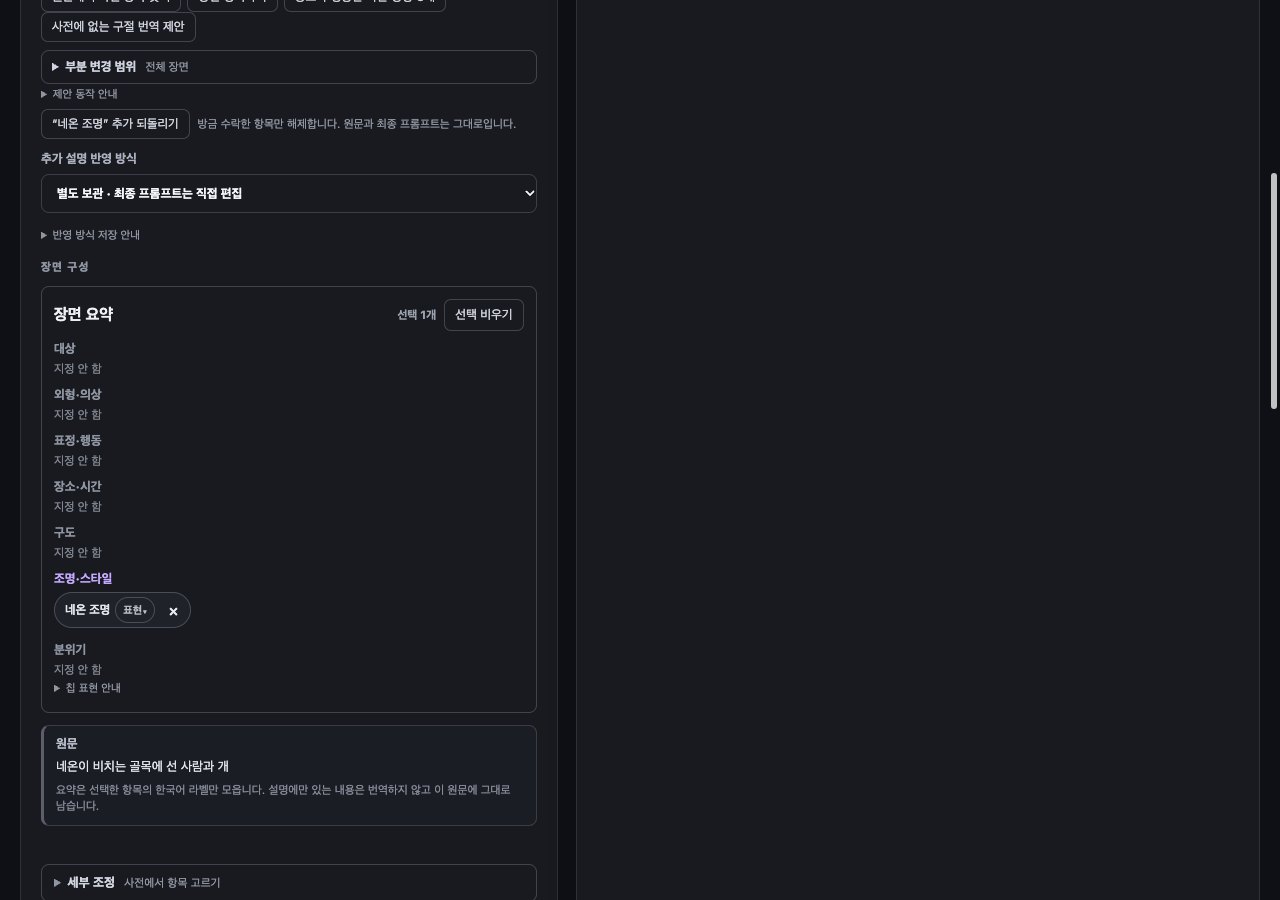 사전에 없는 구절 번역 제안
▶ 부분 변경 범위 전체 장면
▶ 제안 동작 안내
“네온 조명” 추가 되돌리기 방금 수락한 항목만 해제합니다. 원문과 최종 프롬프트는 그대로입니다.
추가 설명 반영 방식
별도 보관 · 최종 프롬프트는 직접 편집
▶ 반영 방식 저장 안내
장면 구성
장면 요약 선택 1개 선택 비우기
대상
지정 안 함
외형·의상
지정 안 함
표정·행동
지정 안 함
장소·시간
지정 안 함
구도
지정 안 함
조명·스타일
네온 조명 표현▾ ×
분위기
지정 안 함
▶ 칩 표현 안내
원문
네온이 비치는 골목에 선 사람과 개
요약은 선택한 항목의 한국어 라벨만 모읍니다. 설명에만 있는 내용은 번역하지 않고 이 원문에 그대로
남습니다.
▶ 세부 조정 사전에서 항목 고르기